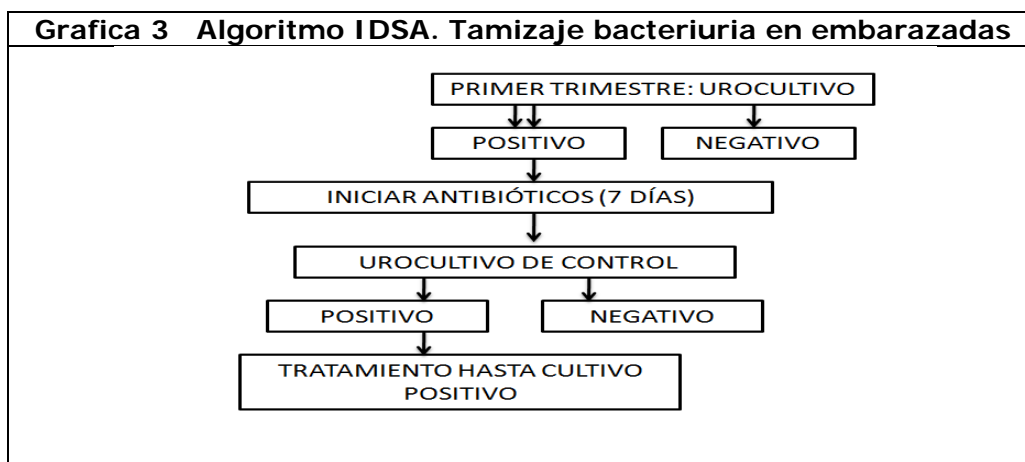 Grafica 3 Algoritmo IDSA. Tamizaje bacteriuria en embarazadas
PRIMER TRIMESTRE: UROCULTIVO
POSITIVO
NEGATIVO
INICIAR ANTIBIÓTICOS (7 DÍAS)
UROCULTIVO DE CONTROL
POSITIVO
NEGATIVO
TRATAMIENTO HASTA CULTIVO
POSITIVO